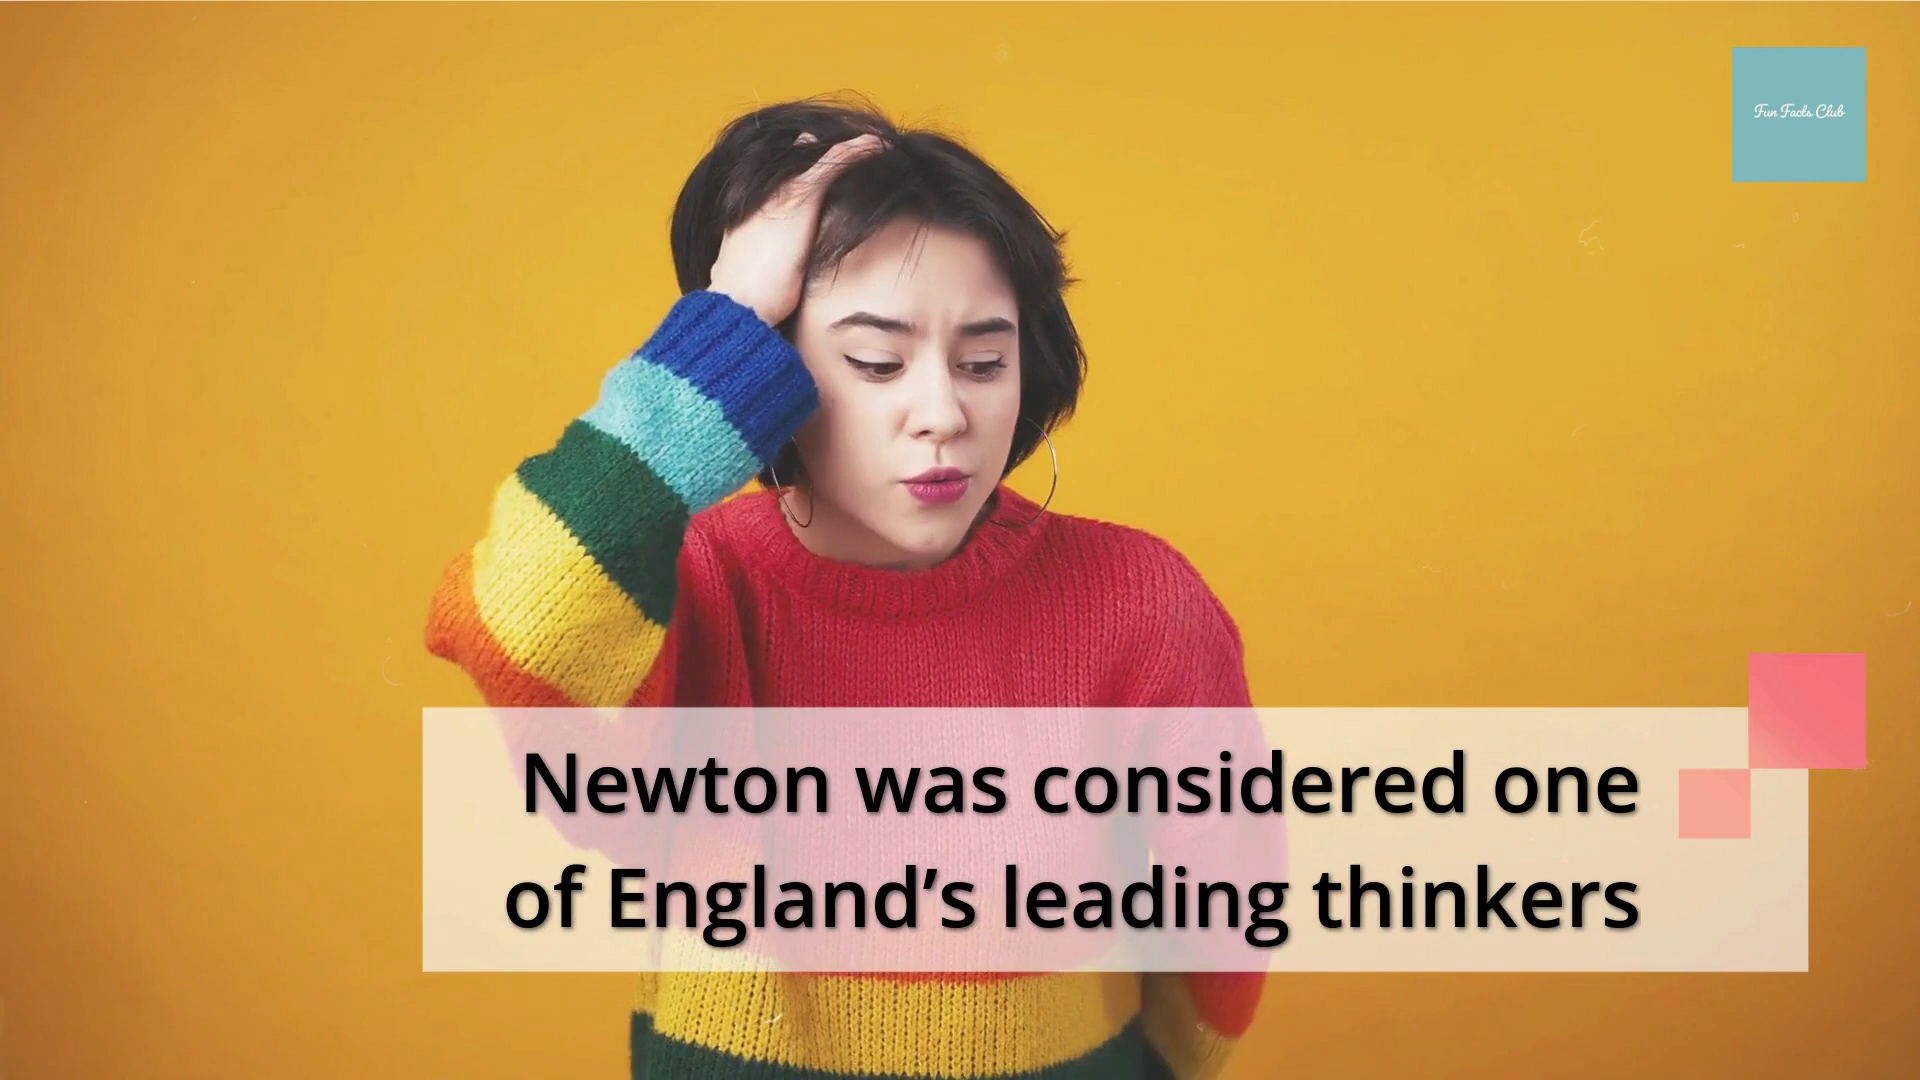 Fun Facts Club
Newton was considered one
of England’s leading thinkers